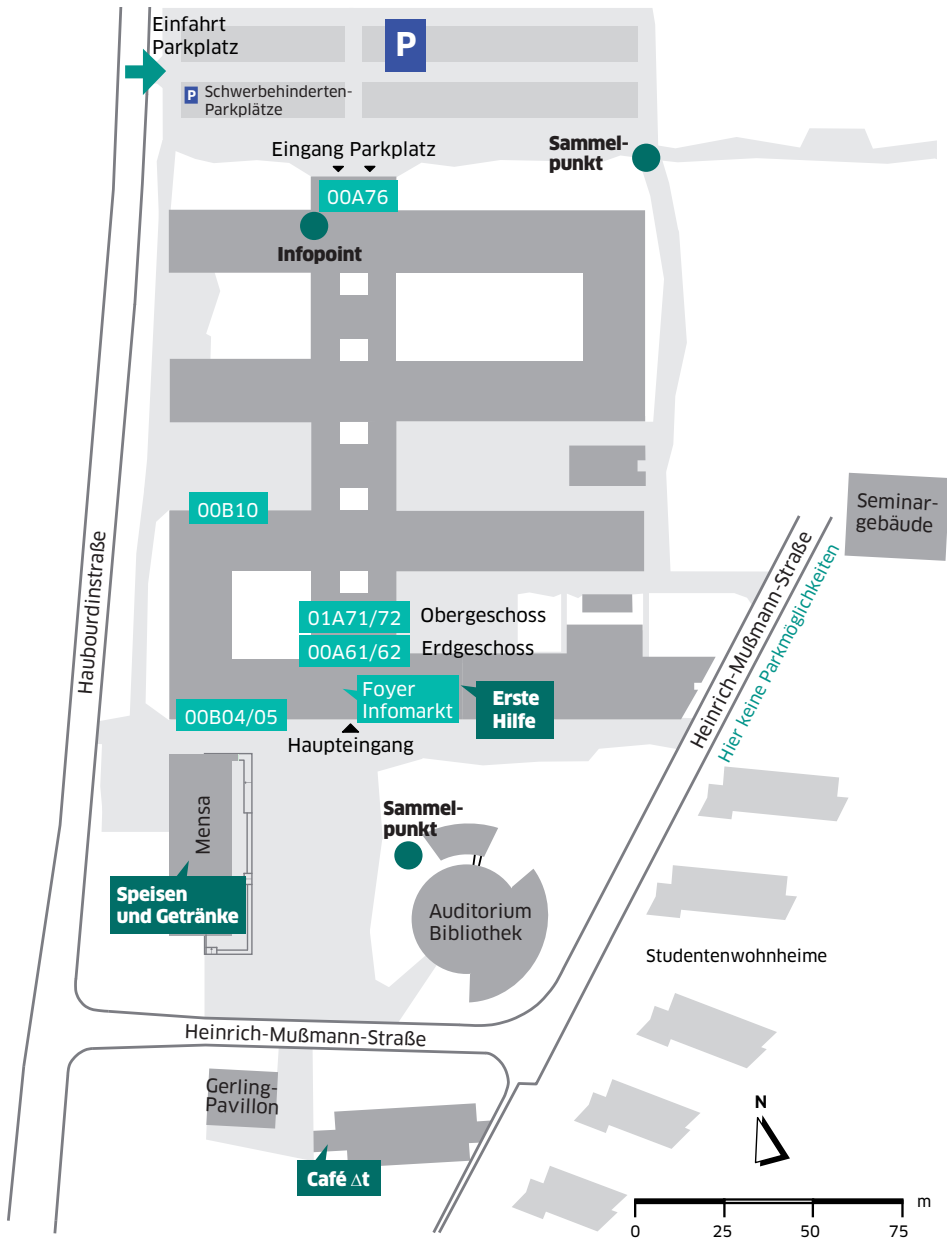 Einfahrt
Parkplatz
P
P Schwerbehinderten-
Parkplätze
Eingang Parkplatz
Sammel-
punkt
00A76
Infopoint
00B10
Seminar-
gebäude
Haubourdinstraße
Heinrich-Mußmann-Straße
Hier keine Parkmöglichkeiten
01A71/72 Obergeschoss
00A61/62 Erdgeschoss
Foyer
Infomarkt
Erste
Hilfe
00B04/05
Haupteingang
Mensa
Sammel-
punkt
Speisen
und Getränke
Auditorium
Bibliothek
Studentenwohnheime
Heinrich-Mußmann-Straße
Gerling-
Pavillon
Café Δt
N
m
0 25 50 75